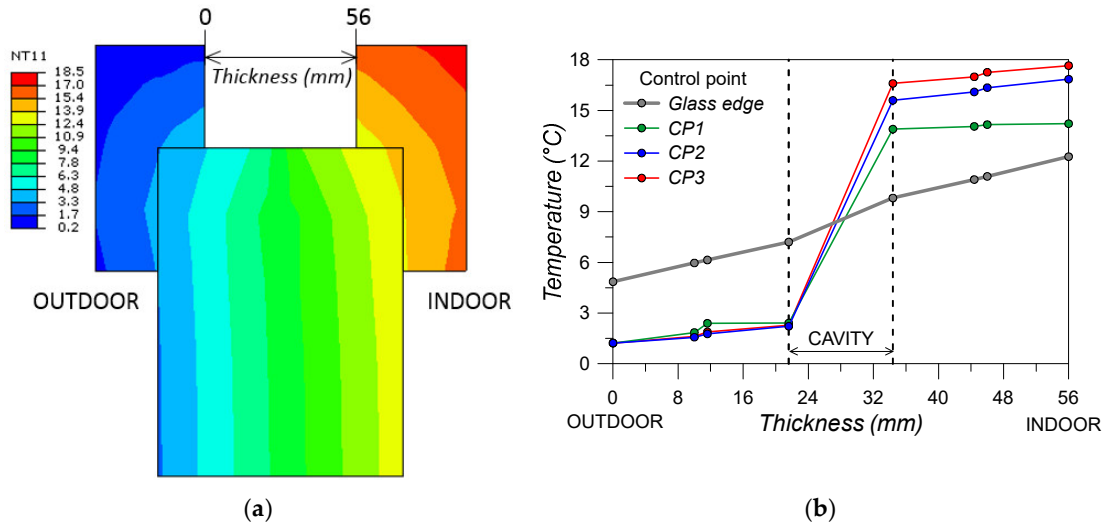 0 56
Thickness (mm)
NT11
18.5
17.0
15.4
13.9
12.4
10.9
9.4
7.8
6.3
4.8
3.3
1.7
0.2
OUTDOOR INDOOR
(a)
18
15
12
9
6
3
0
Temperature (°C)
Control point
Glass edge
CP1
CP2
CP3
CAVITY
0 8 16 24 32 40 48 56
OUTDOOR Thickness (mm) INDOOR
(b)